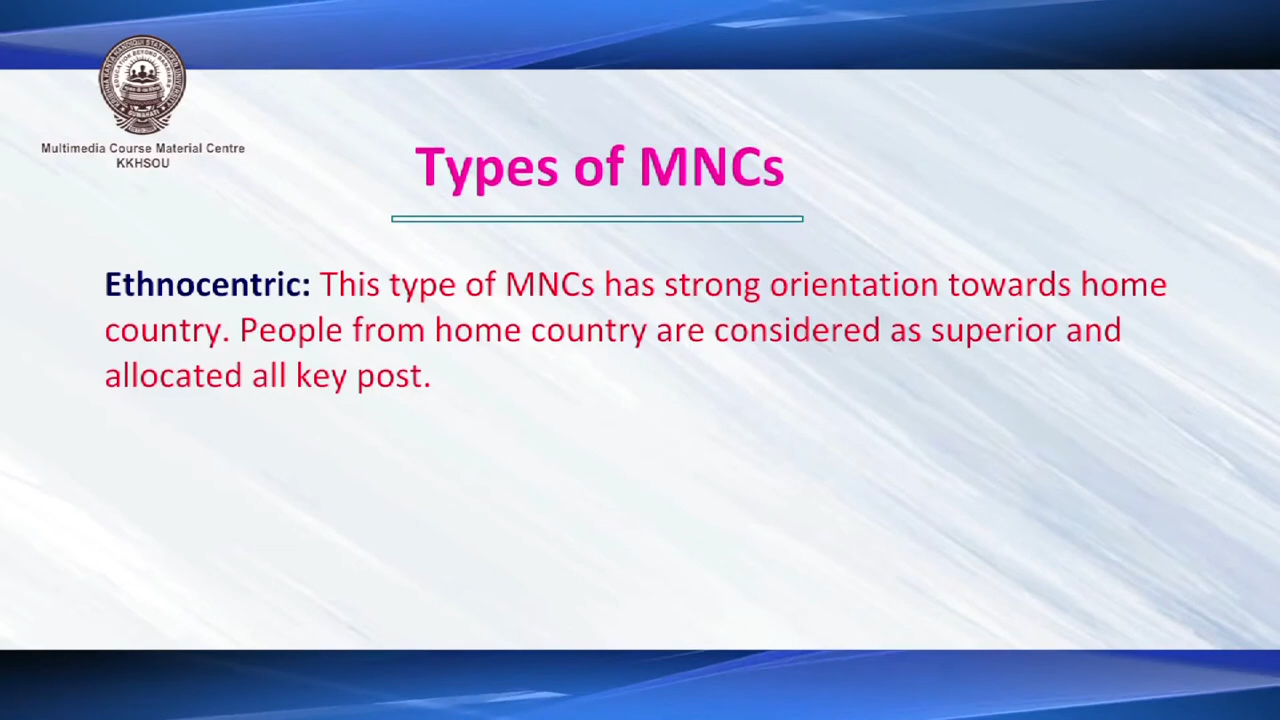 Multimedia Course Material Centre
KKHSOU
Types of MNCs
Ethnocentric: This type of MNCs has strong orientation towards home
country. People from home country are considered as superior and
allocated all key post.